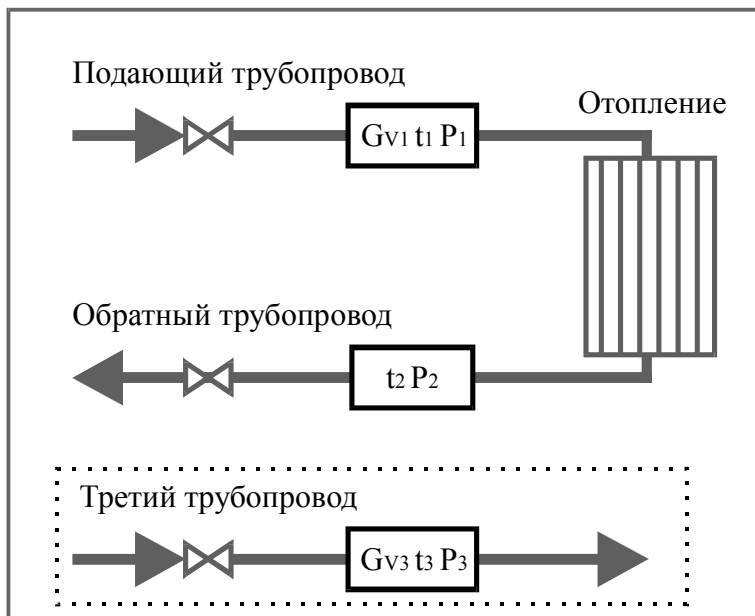 Подающий трубопровод
Отопление
Gv1 t1 P1
Обратный трубопровод
t2 P2
Третий трубопровод
Gv3 t3 P3